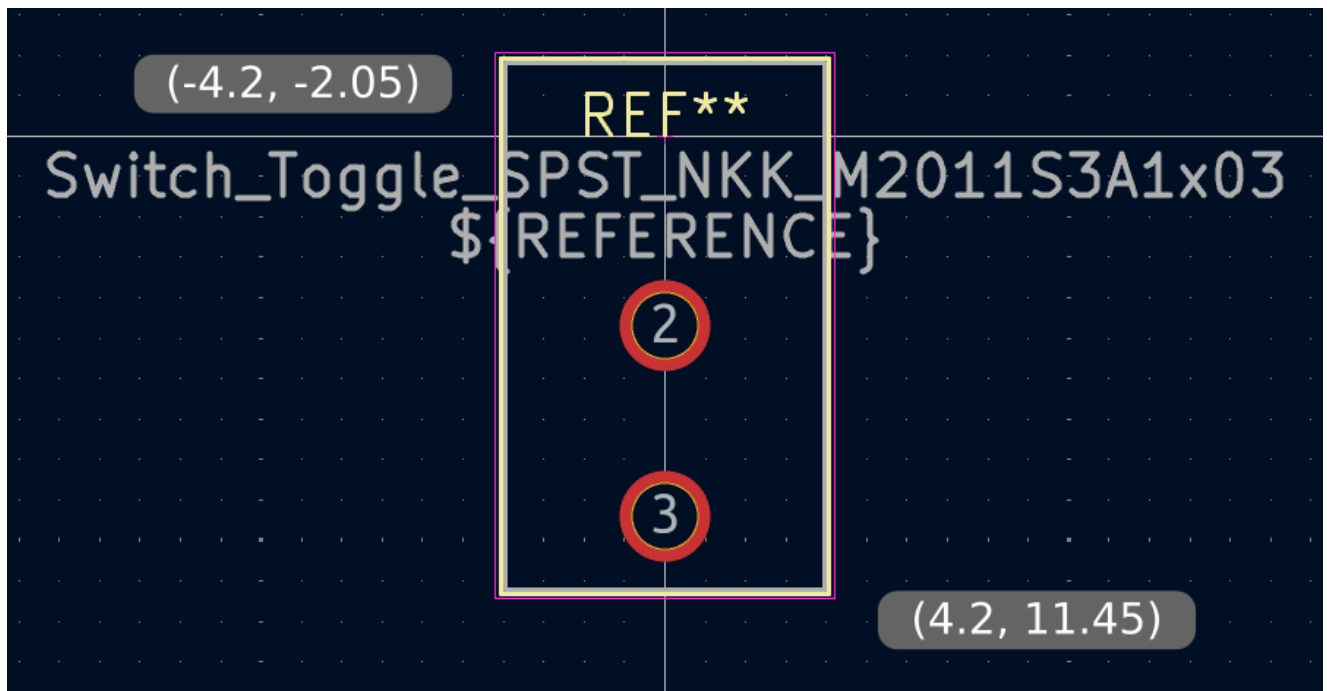 (-4.2, -2.05)
REF**
Switch_Toggle_SPST_NKK_M2011S3A1x03
${REFERENCE}
2
3
(4.2, 11.45)